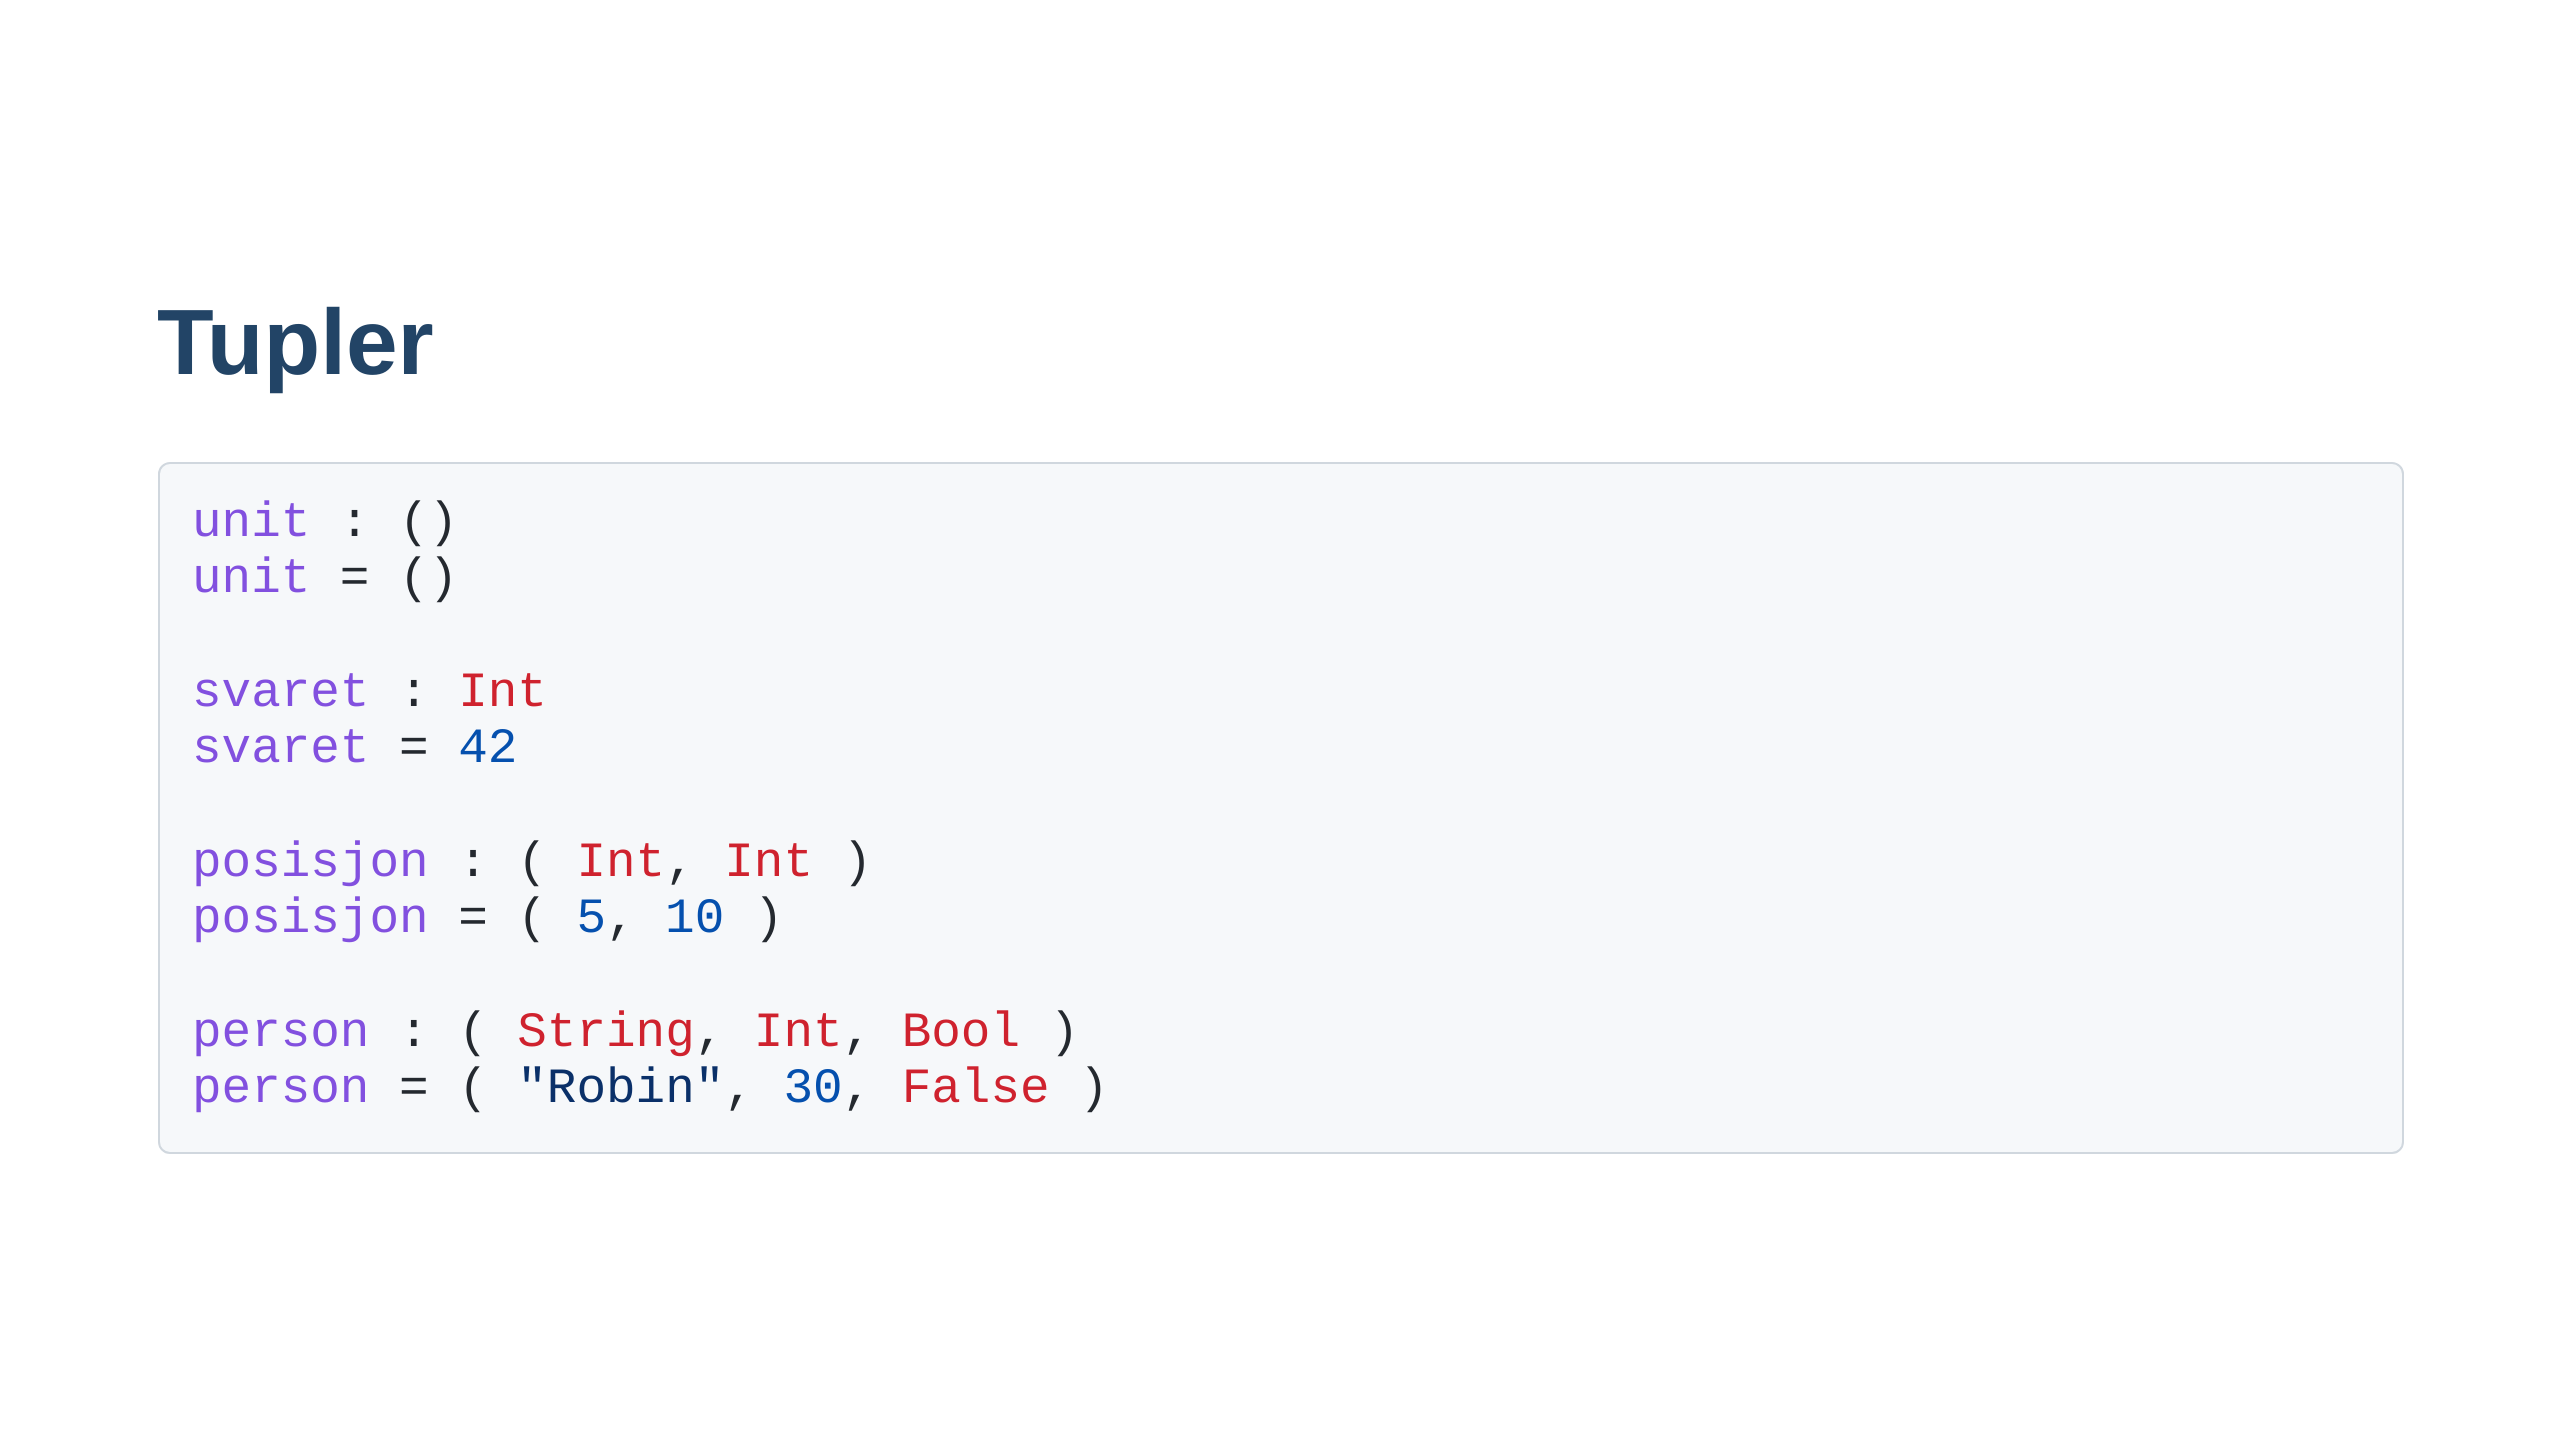 Tupler
unit : ()
unit = ()
svaret : Int
svaret = 42
posisjon : ( Int, Int )
posisjon = ( 5, 10 )
person : ( String, Int, Bool )
person = ( "Robin", 30, False )